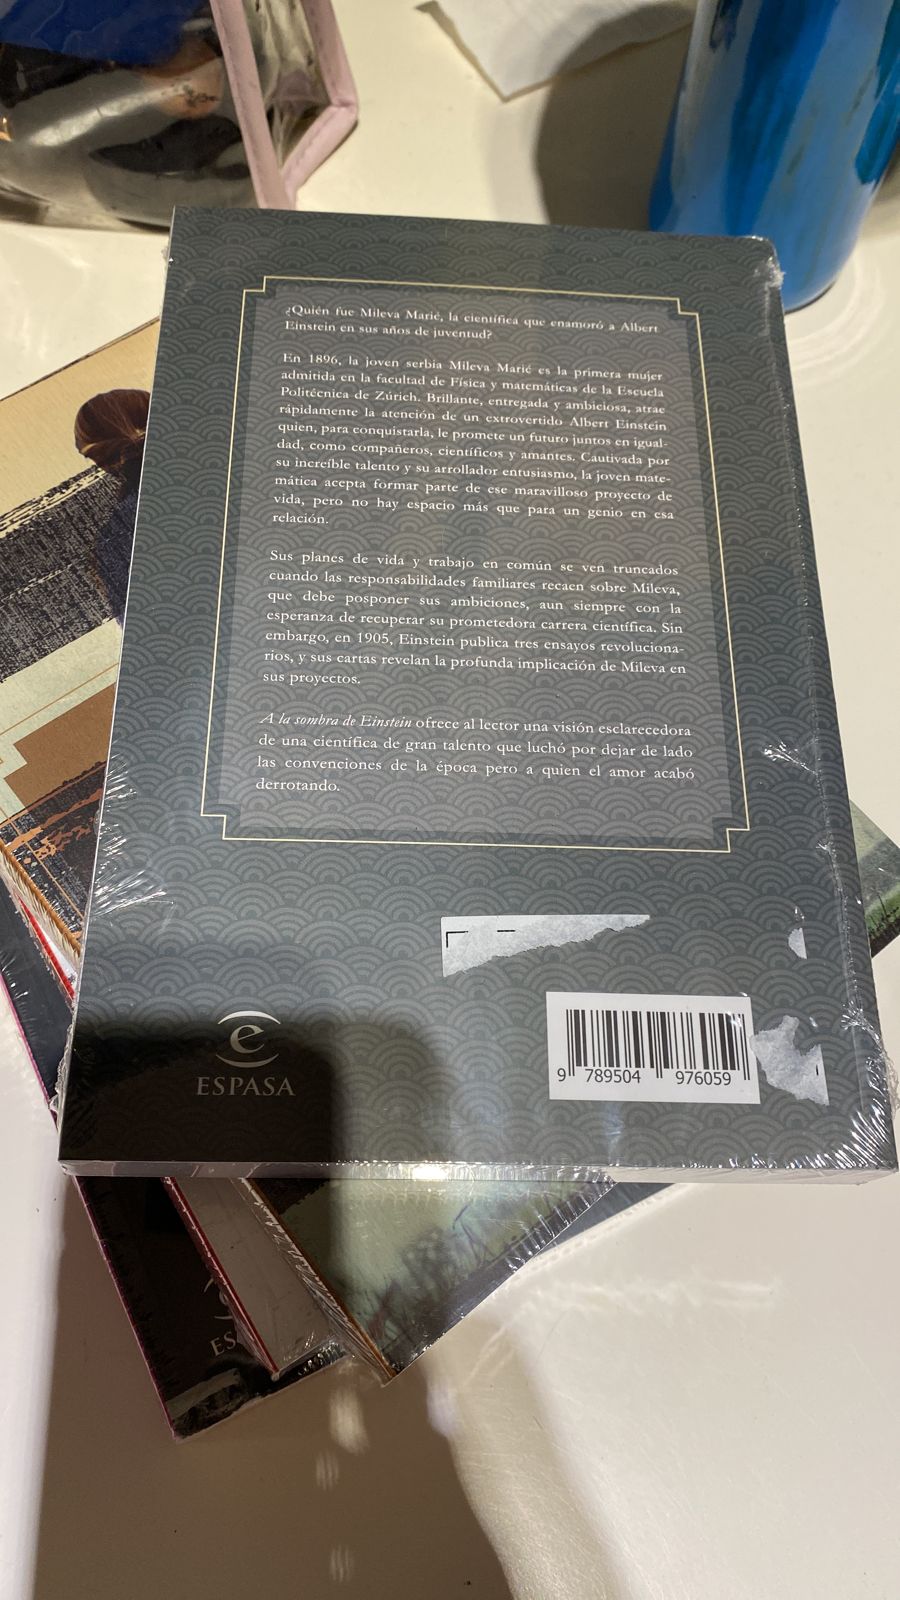 ¿Quién fue Mileva Marić, la científica que enamoró a Albert
Einstein en sus años de juventud?
En 1896, la joven serbia Mileva Marić es la primera mujer
admitida en la facultad de Física y matemáticas de la Escuela
Politécnica de Zúrich. Brillante, entregada y ambiciosa, atrae
rápidamente la atención de un extrovertido Albert Einstein
quien, para conquistarla, le promete un futuro juntos en igual-
dad, como compañeros, científicos y amantes. Cautivada por
su increíble talento y su arrollador entusiasmo, la joven mate-
mática acepta formar parte de ese maravilloso proyecto de
vida, pero no hay espacio más que para un genio en esa
relación.
Sus planes de vida y trabajo en común se ven truncados
cuando las responsabilidades familiares recaen sobre Mileva,
que debe posponer sus ambiciones, aun siempre con la
esperanza de recuperar su prometedora carrera científica. Sin
embargo, en 1905, Einstein publica tres ensayos revoluciona-
rios, y sus cartas revelan la profunda implicación de Mileva en
sus proyectos.
A la sombra de Einstein ofrece al lector una visión esclarecedora
de una científica de gran talento que luchó por dejar de lado
las convenciones de la época pero a quien el amor acabó
derrotando.
e
ESPASA
9 789504 976059
ES